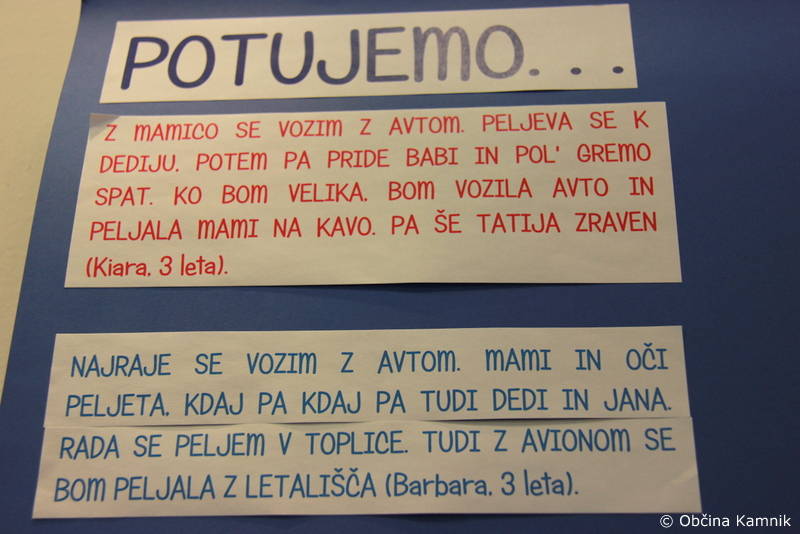 POTUJEMO...
Z MAMICO SE VOZIM Z AVTOM. PELJEVA SE K
DEDIJU. POTEM PA PRIDE BABI IN POL' GREMO
SPAT. KO BOM VELIKA, BOM VOZILA AVTO IN
PELJALA MAMI NA KAVO. PA ŠE TATIJA ZRAVEN
(Kiara, 3 leta).
NAJRAJE SE VOZIM Z AVTOM. MAMI IN OČI
PELJETA, KDAJ PA KDAJ PA TUDI DEDI IN JANA.
RADA SE PELJEM V TOPLICE. TUDI Z AVIONOM SE
BOM PELJALA Z LETALIŠČA (Barbara, 3 leta).
© Občina Kamnik